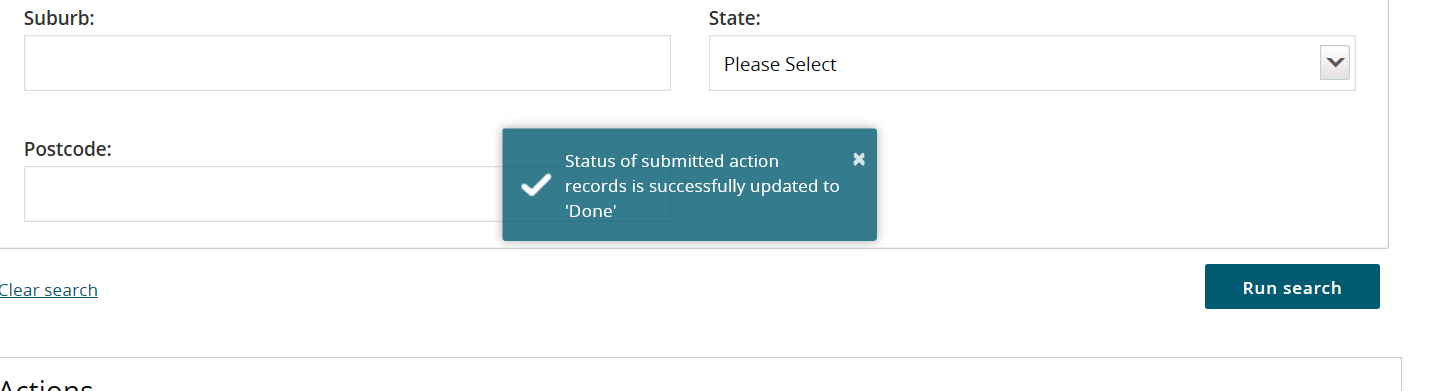 Suburb:
State:
Please Select
Postcode:
Status of submitted action
records is successfully updated to
'Done'
Clear search
Run search
Actions